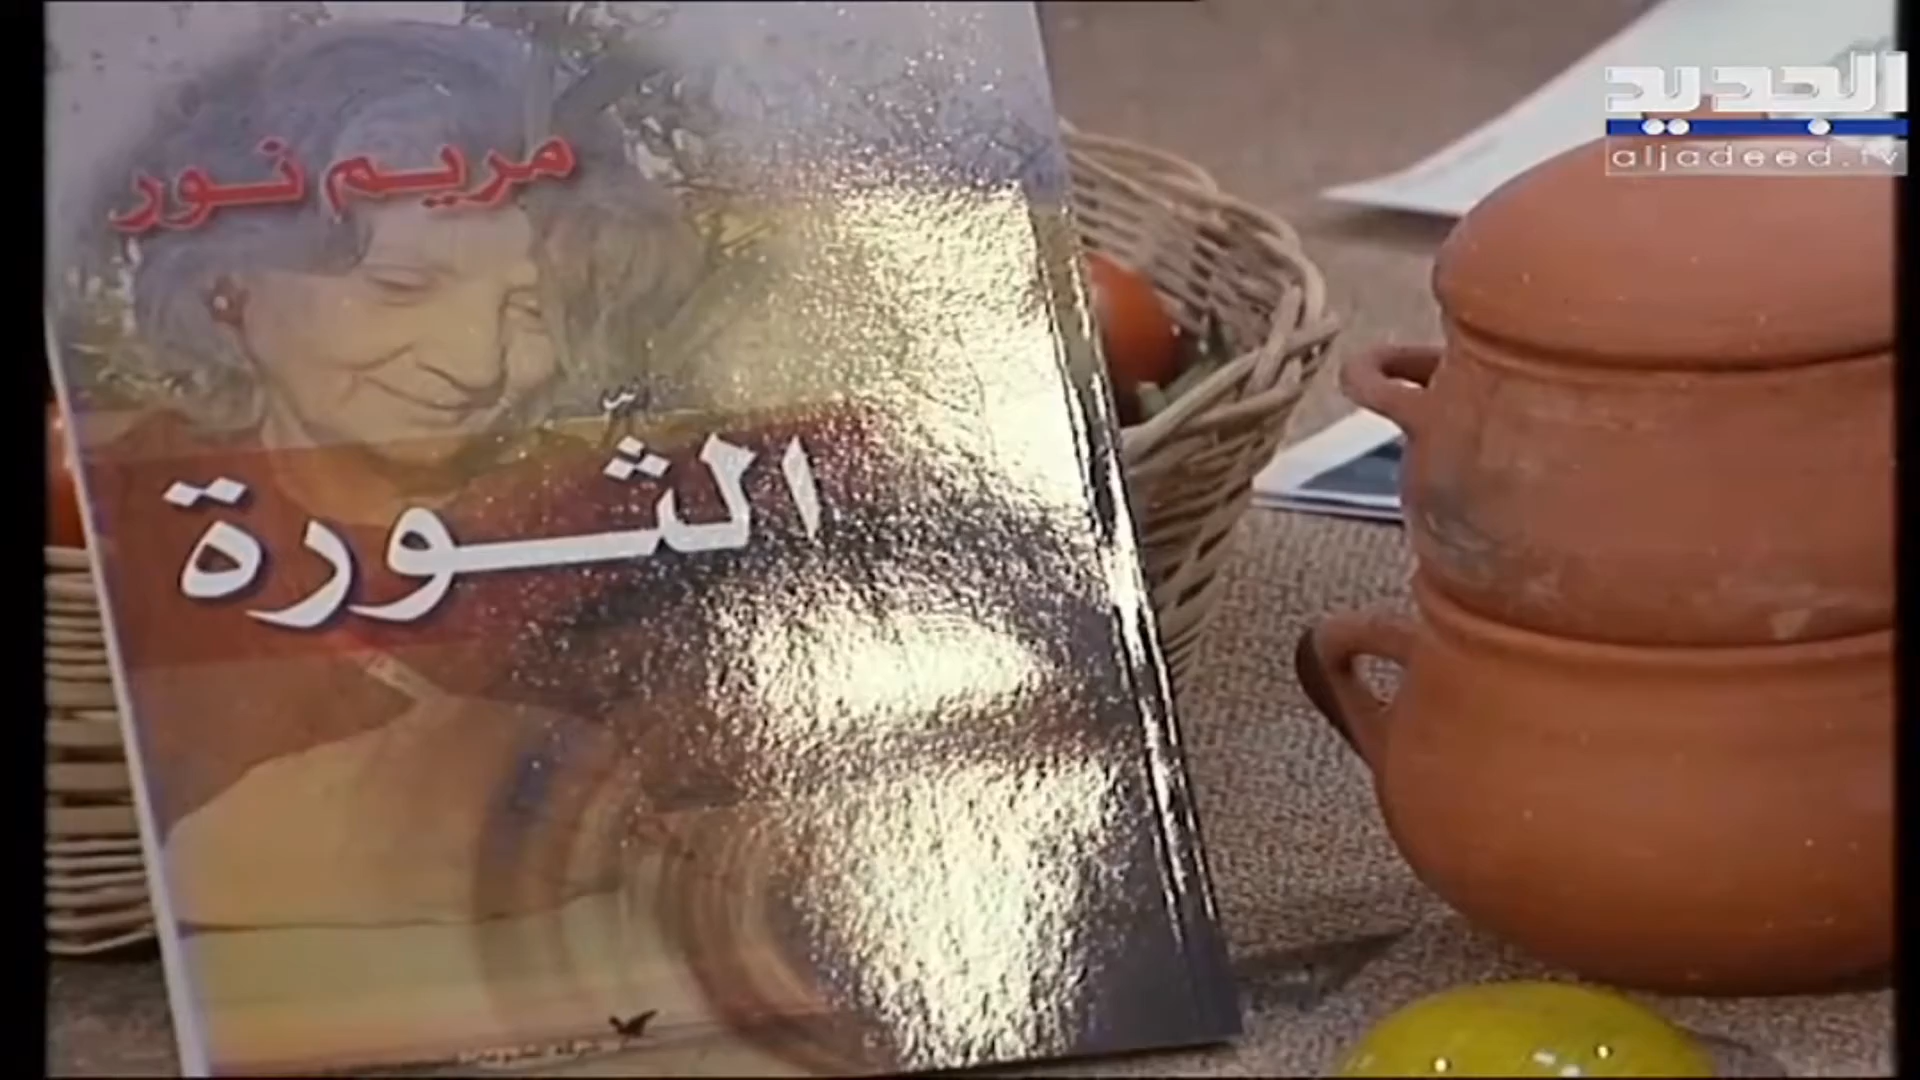 الجديد
aljadeed.tv
مريم نور
الثورة